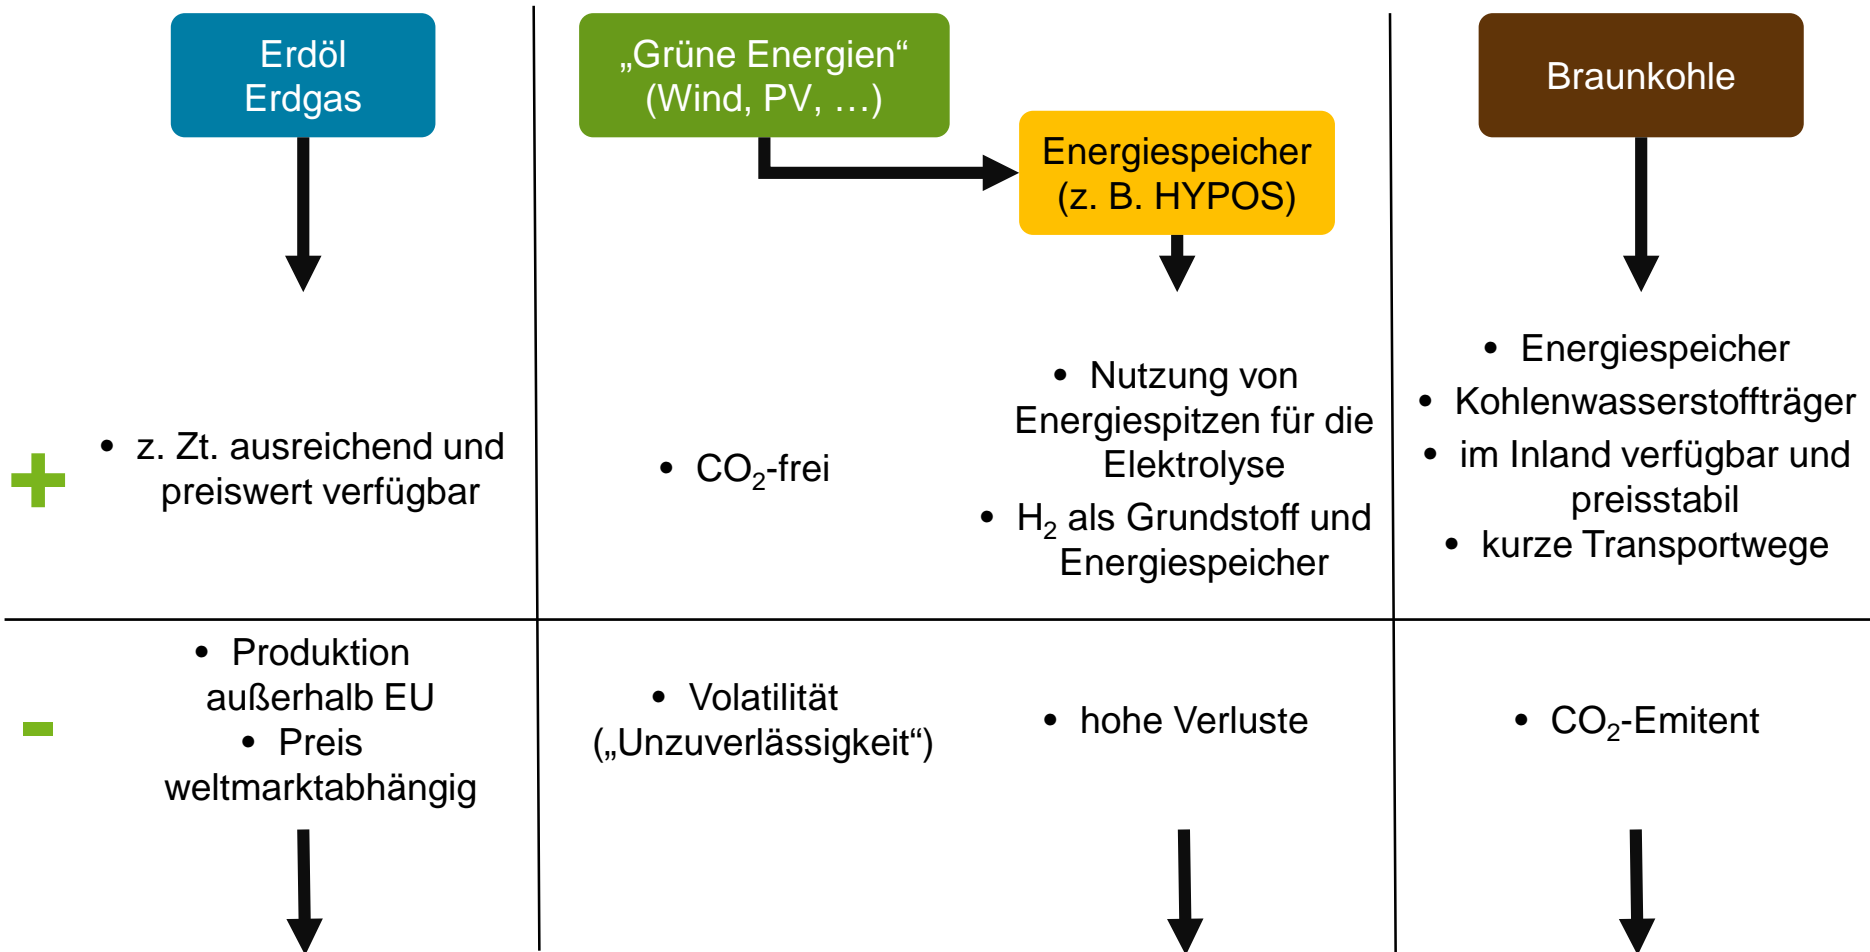 Erdöl
Erdgas
„Grüne Energien“
(Wind, PV, …)
Energiespeicher
(z. B. HYPOS)
Braunkohle
+
• z. Zt. ausreichend und
preiswert verfügbar
• CO₂-frei
• Nutzung von
Energiespitzen für die
Elektrolyse
• H₂ als Grundstoff und
Energiespeicher
• Energiespeicher
• Kohlenwasserstoffträger
• im Inland verfügbar und
preisstabil
• kurze Transportwege
-
• Produktion
außerhalb EU
• Preis
weltmarktabhängig
• Volatilität
(„Unzuverlässigkeit“)
• hohe Verluste
• CO₂-Emitent